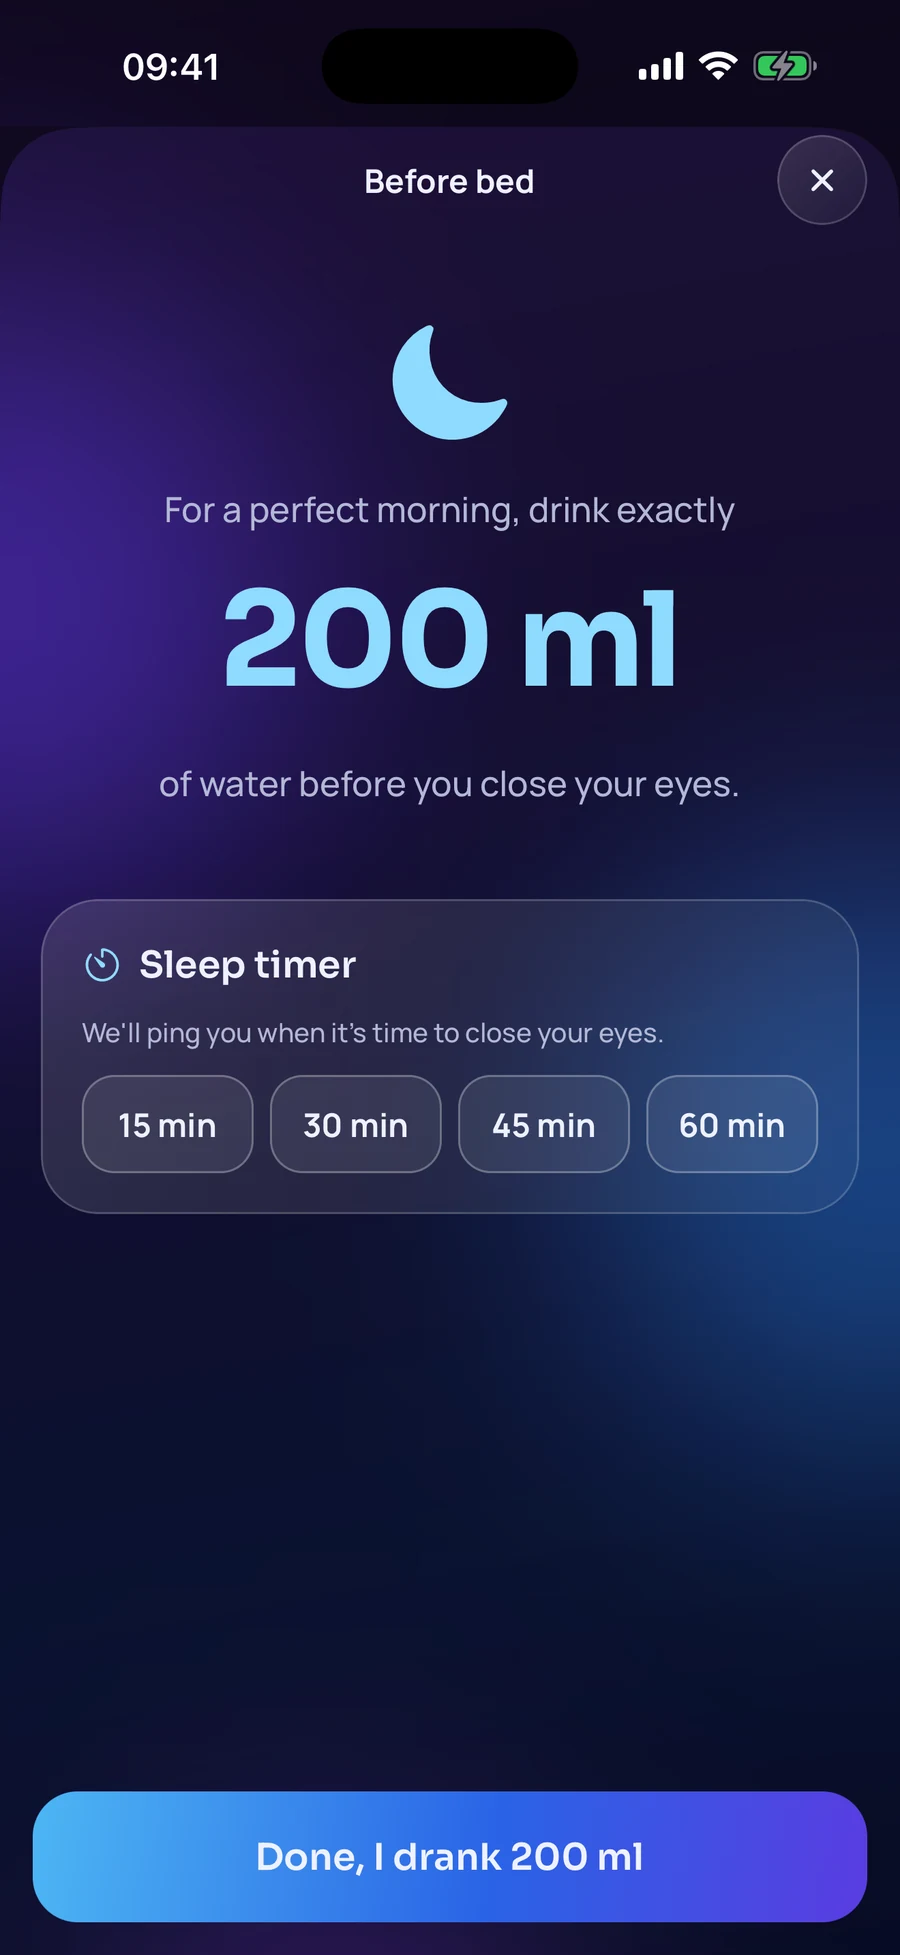 09:41
Before bed
For a perfect morning, drink exactly
200 ml
of water before you close your eyes.
Sleep timer
We'll ping you when it's time to close your eyes.
15 min 30 min 45 min 60 min
Done, I drank 200 ml